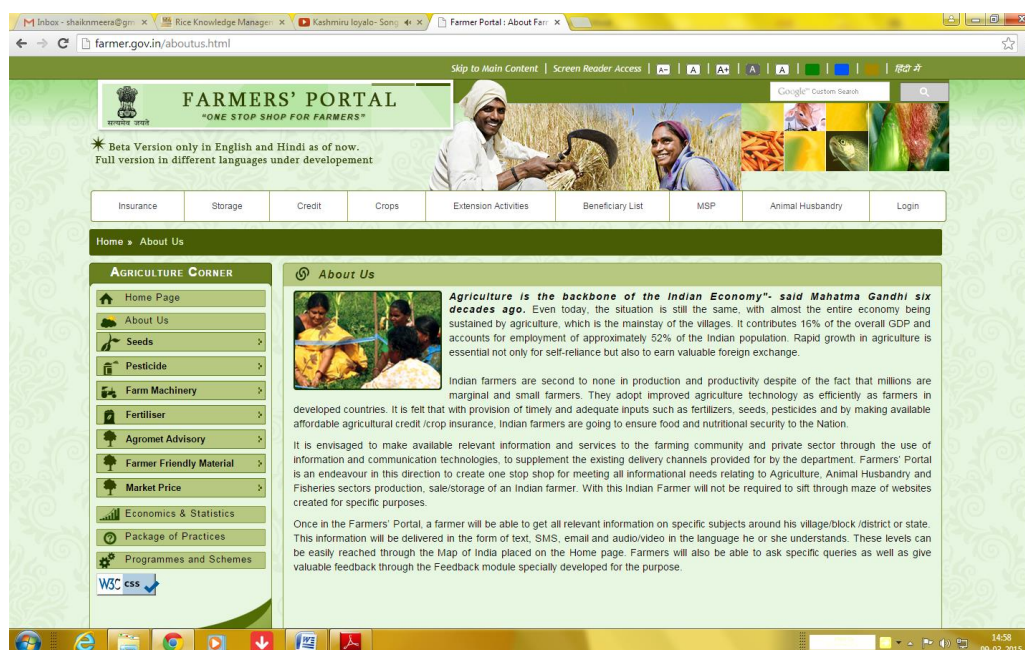 Inbox - shaiknmeera@gm
Rice Knowledge Managem
Kashmiru loyalo- Song
Farmer Portal : About Farr
farmer.gov.in/aboutus.html
Skip to Main Content | Screen Reader Access | A- | A | A+ | A | A | | | | हिंदी में
सत्यमेव जयते
FARMERS' PORTAL
"ONE STOP SHOP FOR FARMERS"
Google™ Custom Search
Beta Version only in English and Hindi as of now.
Full version in different languages under developement
Insurance Storage Credit Crops Extension Activities Beneficiary List MSP Animal Husbandry Login
Home » About Us
AGRICULTURE CORNER
Home Page
About Us
Seeds
Pesticide
Farm Machinery
Fertiliser
Agromet Advisory
Farmer Friendly Material
Market Price
Economics & Statistics
Package of Practices
Programmes and Schemes
W3C css
About Us
Agriculture is the backbone of the Indian Economy"- said Mahatma Gandhi six
decades ago. Even today, the situation is still the same, with almost the entire economy being
sustained by agriculture, which is the mainstay of the villages. It contributes 16% of the overall GDP and
accounts for employment of approximately 52% of the Indian population. Rapid growth in agriculture is
essential not only for self-reliance but also to earn valuable foreign exchange.
Indian farmers are second to none in production and productivity despite of the fact that millions are
marginal and small farmers. They adopt improved agriculture technology as efficiently as farmers in
developed countries. It is felt that with provision of timely and adequate inputs such as fertilizers, seeds, pesticides and by making available
affordable agricultural credit /crop insurance, Indian farmers are going to ensure food and nutritional security to the Nation.
It is envisaged to make available relevant information and services to the farming community and private sector through the use of
information and communication technologies, to supplement the existing delivery channels provided for by the department. Farmers' Portal
is an endeavour in this direction to create one stop shop for meeting all informational needs relating to Agriculture, Animal Husbandry and
Fisheries sectors production, sale/storage of an Indian farmer. With this Indian Farmer will not be required to sift through maze of websites
created for specific purposes.
Once in the Farmers' Portal, a farmer will be able to get all relevant information on specific subjects around his village/block /district or state.
This information will be delivered in the form of text, SMS, email and audio/video in the language he or she understands. These levels can
be easily reached through the Map of India placed on the Home page. Farmers will also be able to ask specific queries as well as give
valuable feedback through the Feedback module specially developed for the purpose.
14:58
09-02-2015